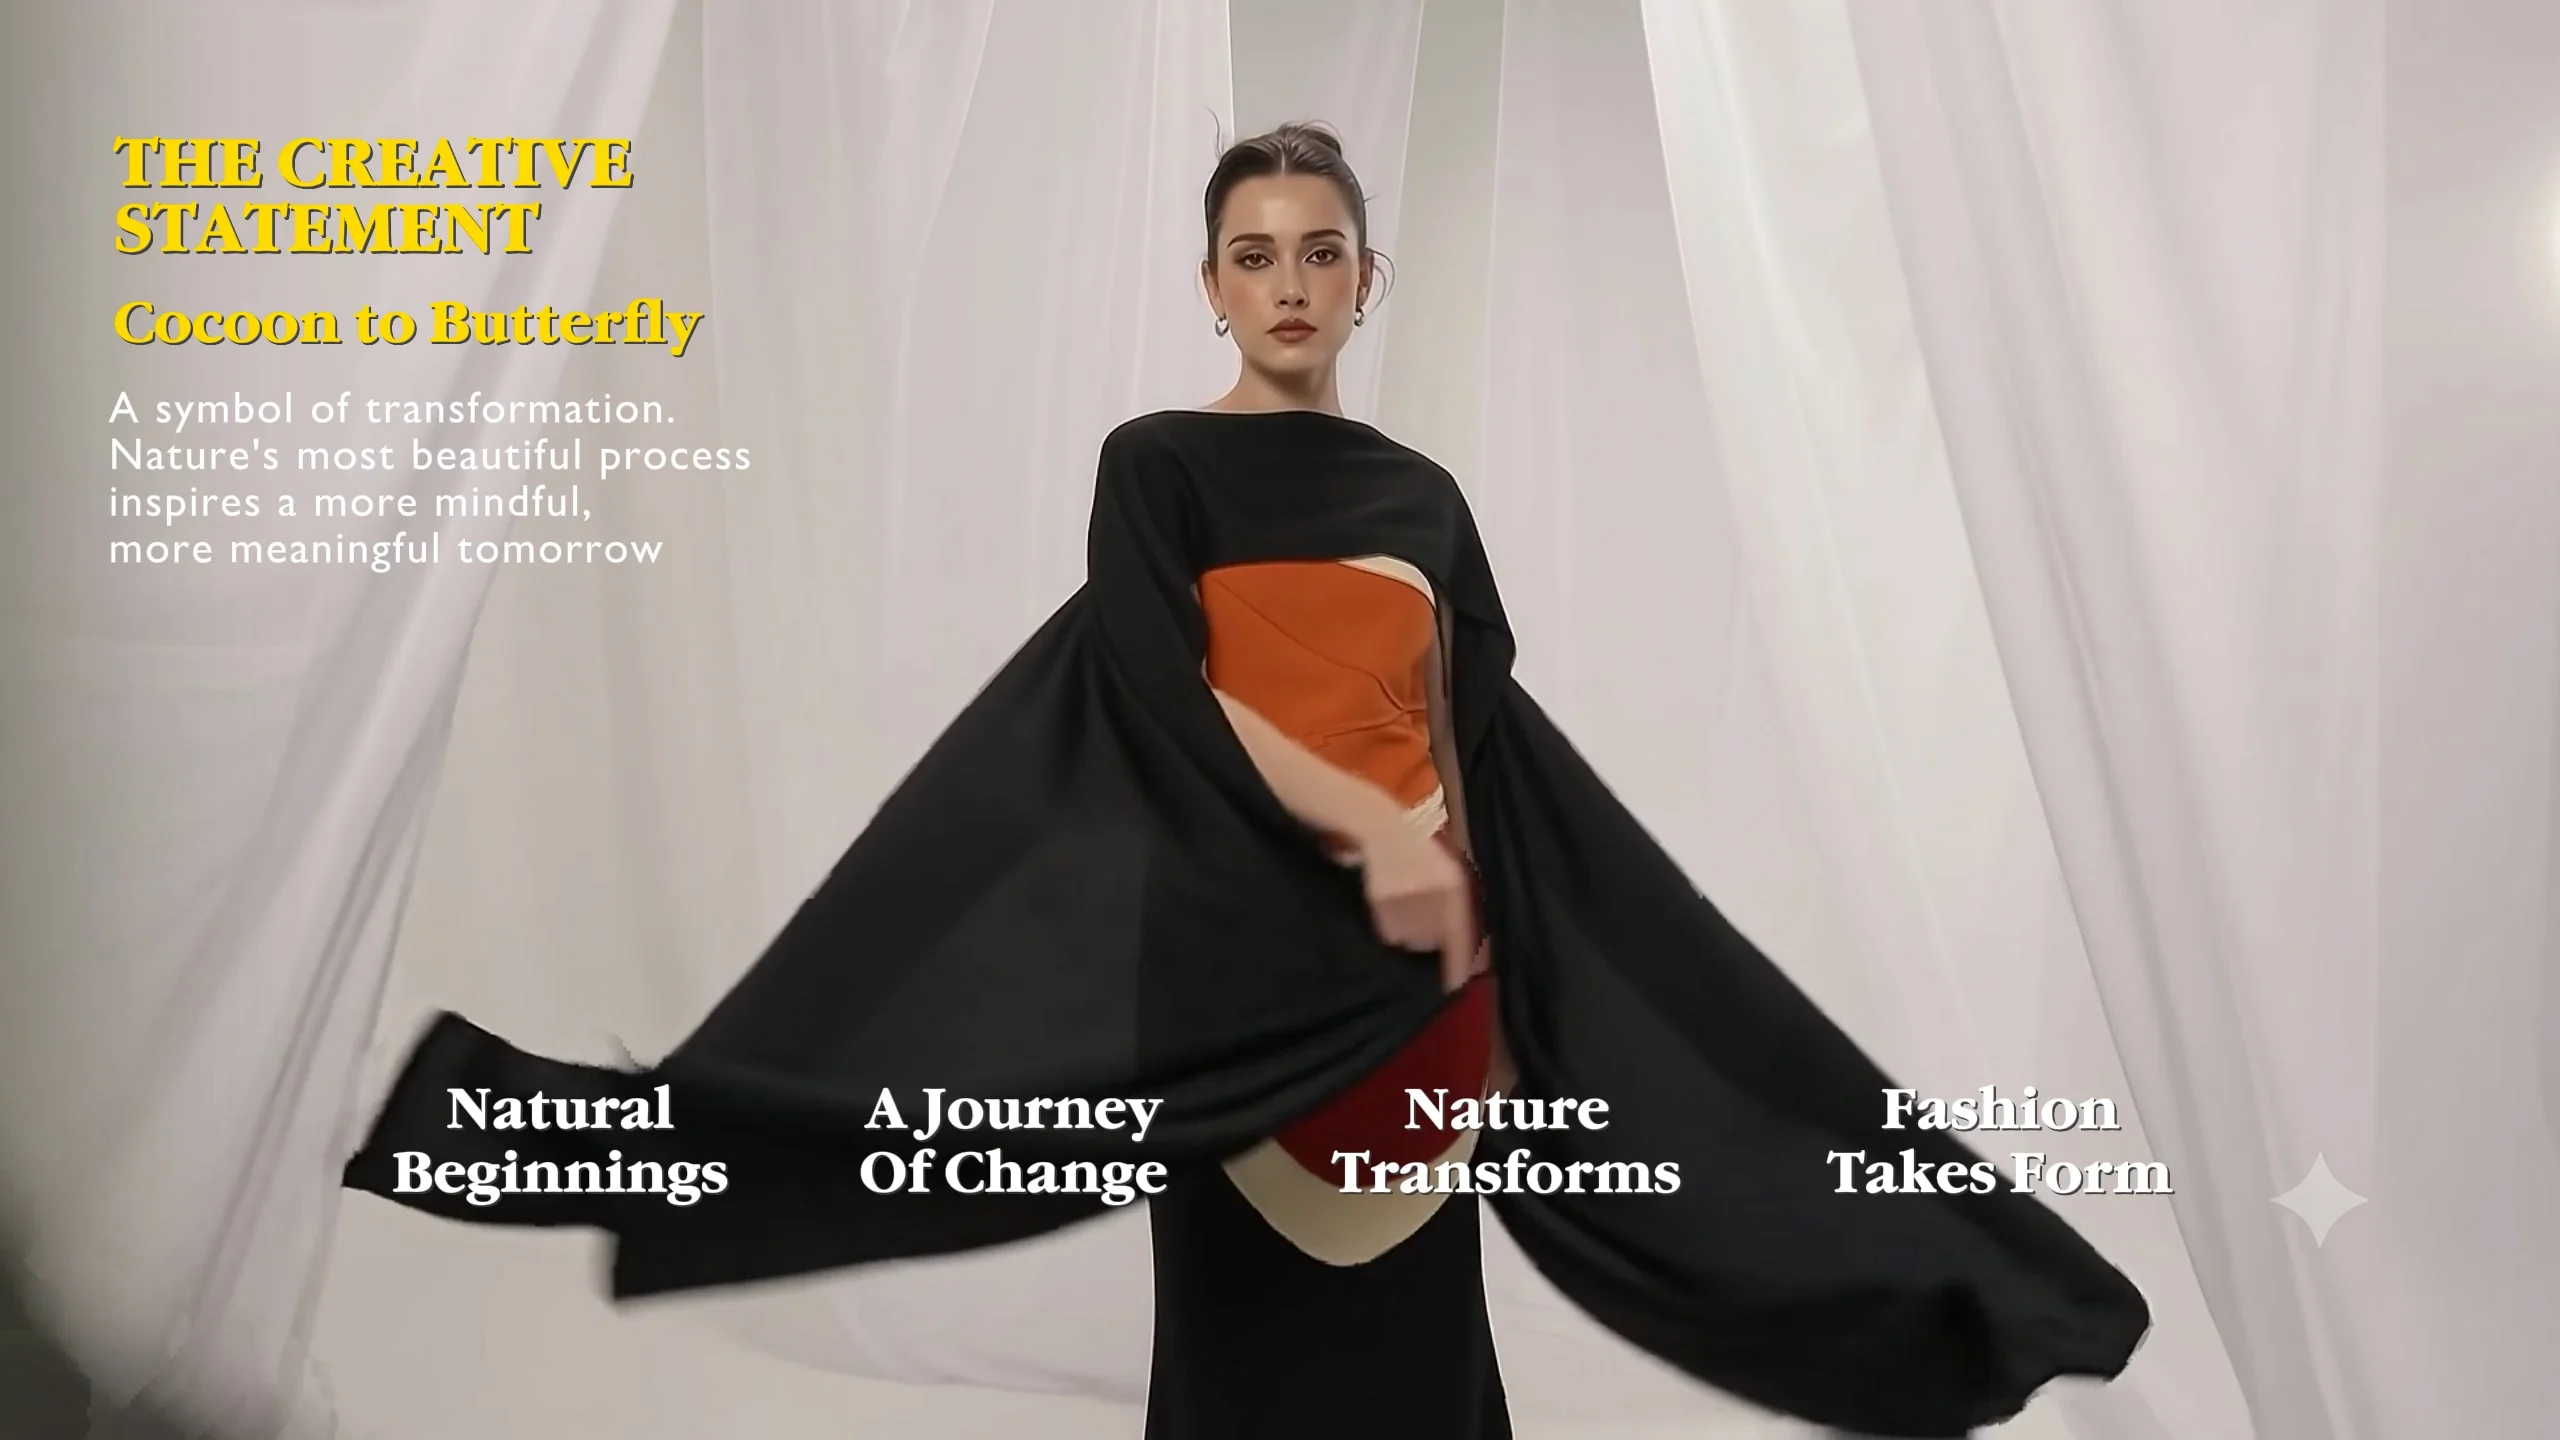 THE CREATIVE
STATEMENT
Cocoon to Butterfly
A symbol of transformation.
Nature's most beautiful process
inspires a more mindful,
more meaningful tomorrow
Natural
Beginnings
A Journey
Of Change
Nature
Transforms
Fashion
Takes Form